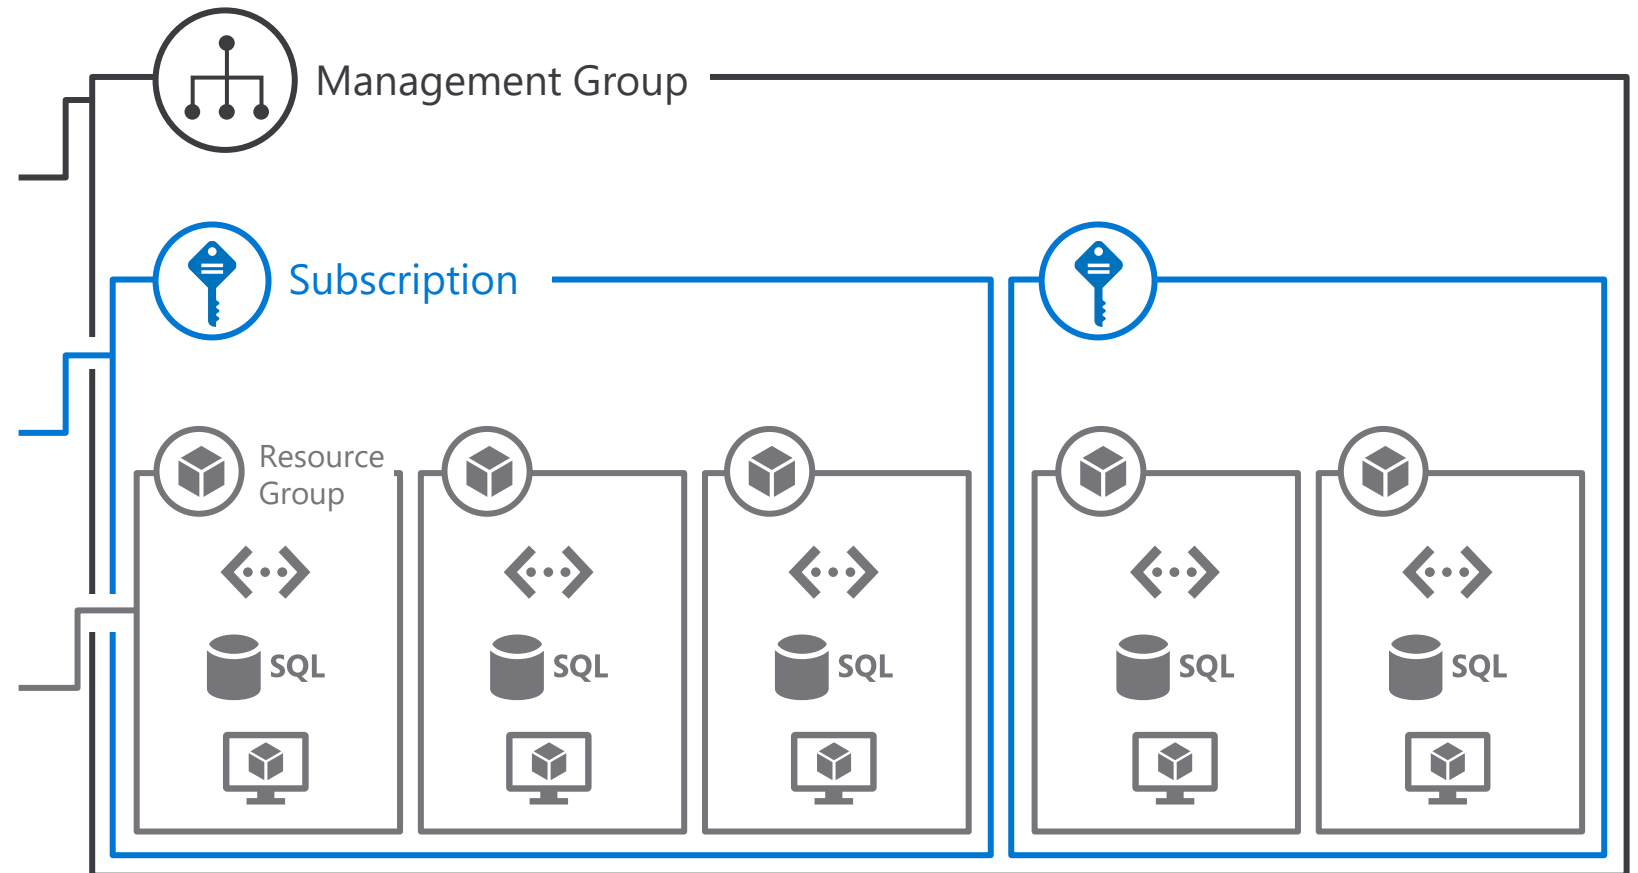 Management Group
Subscription
Resource
Group
SQL
SQL
SQL
SQL
SQL